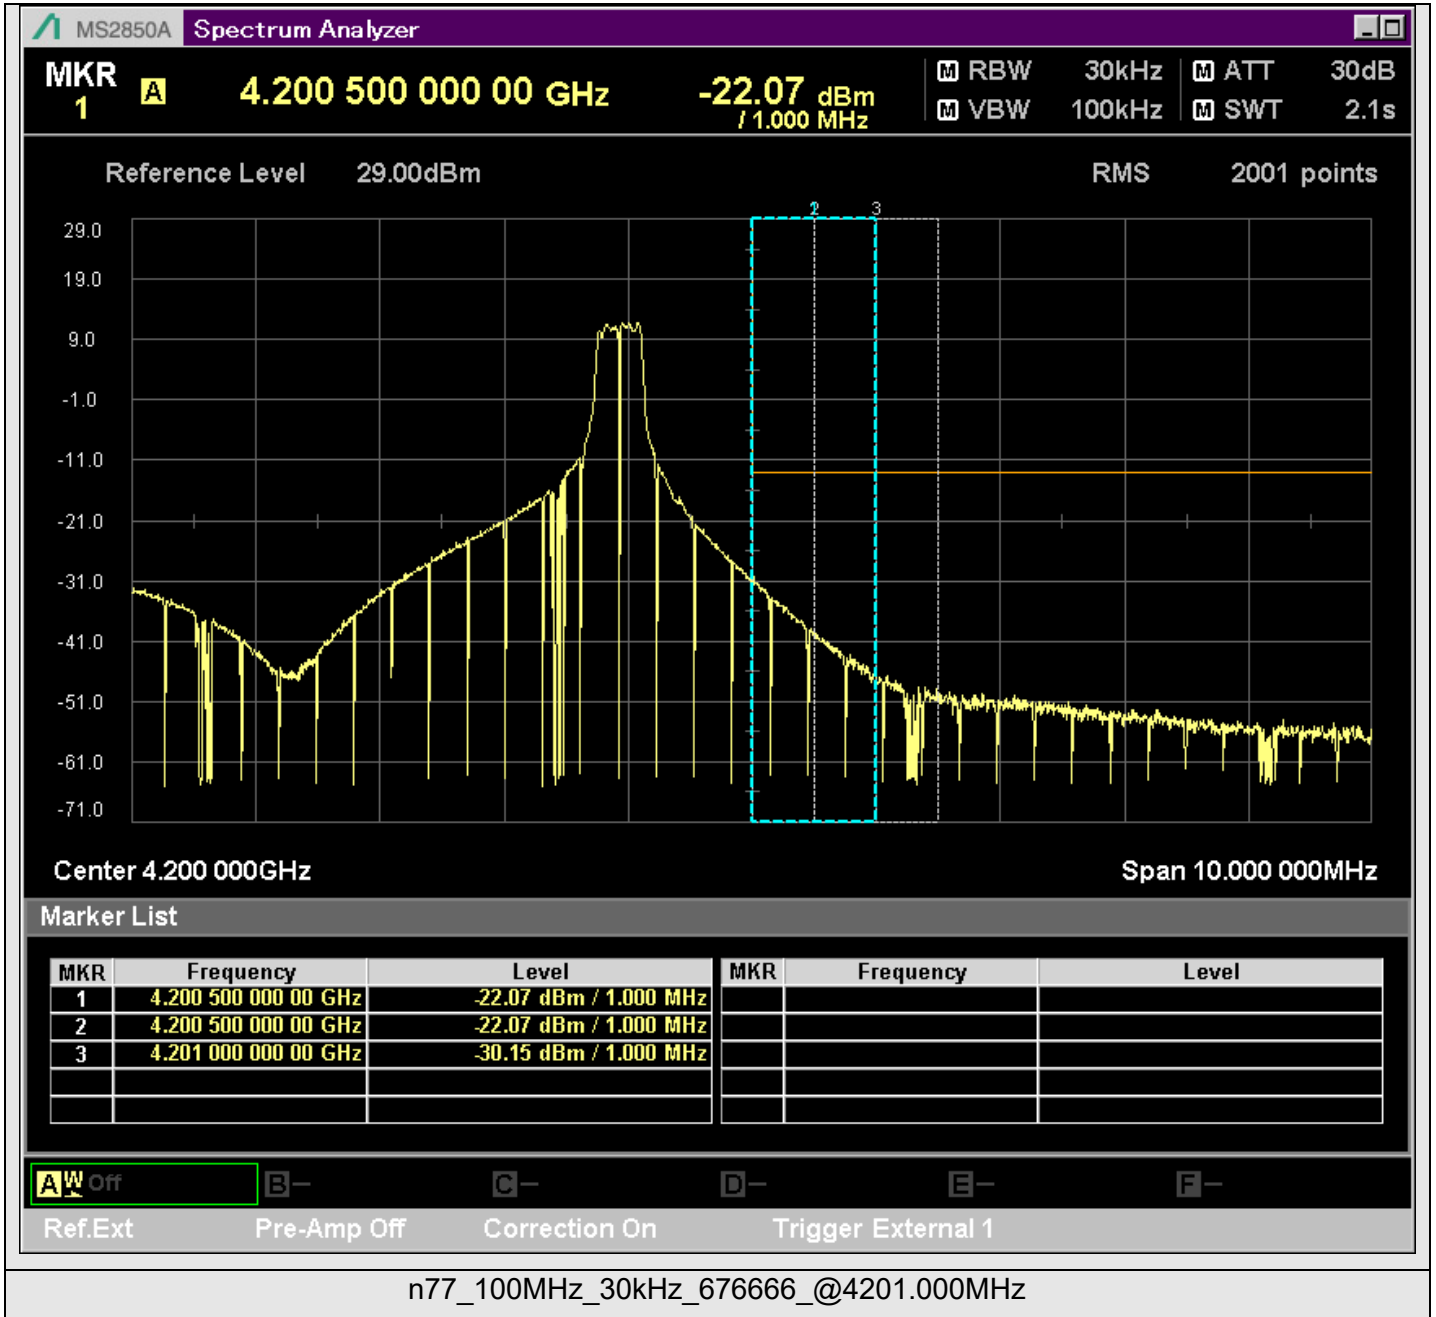 MS2850A Spectrum Analyzer
MKR 1 A 4.200 500 000 00 GHz -22.07 dBm / 1.000 MHz
M RBW 30kHz M ATT 30dB
M VBW 100kHz M SWT 2.1s
Reference Level 29.00dBm RMS 2001 points
2 3
29.0
19.0
9.0
-1.0
-11.0
-21.0
-31.0
-41.0
-51.0
-61.0
-71.0
Center 4.200 000GHz Span 10.000 000MHz
Marker List
MKR Frequency Level MKR Frequency Level
1 4.200 500 000 00 GHz -22.07 dBm / 1.000 MHz
2 4.200 500 000 00 GHz -22.07 dBm / 1.000 MHz
3 4.201 000 000 00 GHz -30.15 dBm / 1.000 MHz
A W Off B - C - D - E - F -
Ref.Ext Pre-Amp Off Correction On Trigger External 1
n77_100MHz_30kHz_676666_@4201.000MHz